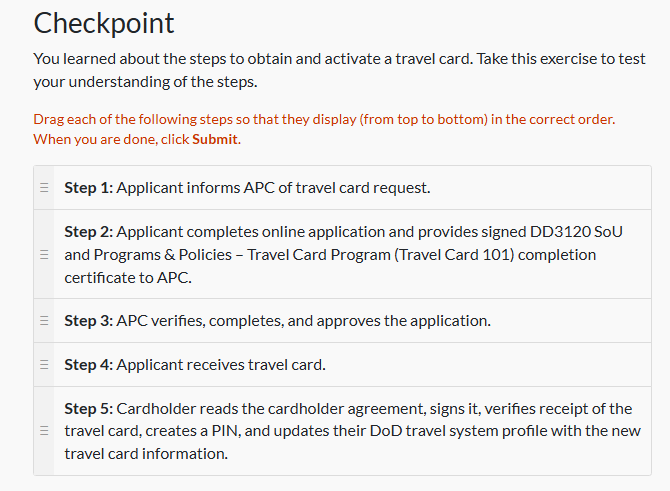 Checkpoint
You learned about the steps to obtain and activate a travel card. Take this exercise to test
your understanding of the steps.
Drag each of the following steps so that they display (from top to bottom) in the correct order.
When you are done, click Submit.
Step 1: Applicant informs APC of travel card request.
Step 2: Applicant completes online application and provides signed DD3120 SoU
and Programs & Policies – Travel Card Program (Travel Card 101) completion
certificate to APC.
Step 3: APC verifies, completes, and approves the application.
Step 4: Applicant receives travel card.
Step 5: Cardholder reads the cardholder agreement, signs it, verifies receipt of the
travel card, creates a PIN, and updates their DoD travel system profile with the new
travel card information.